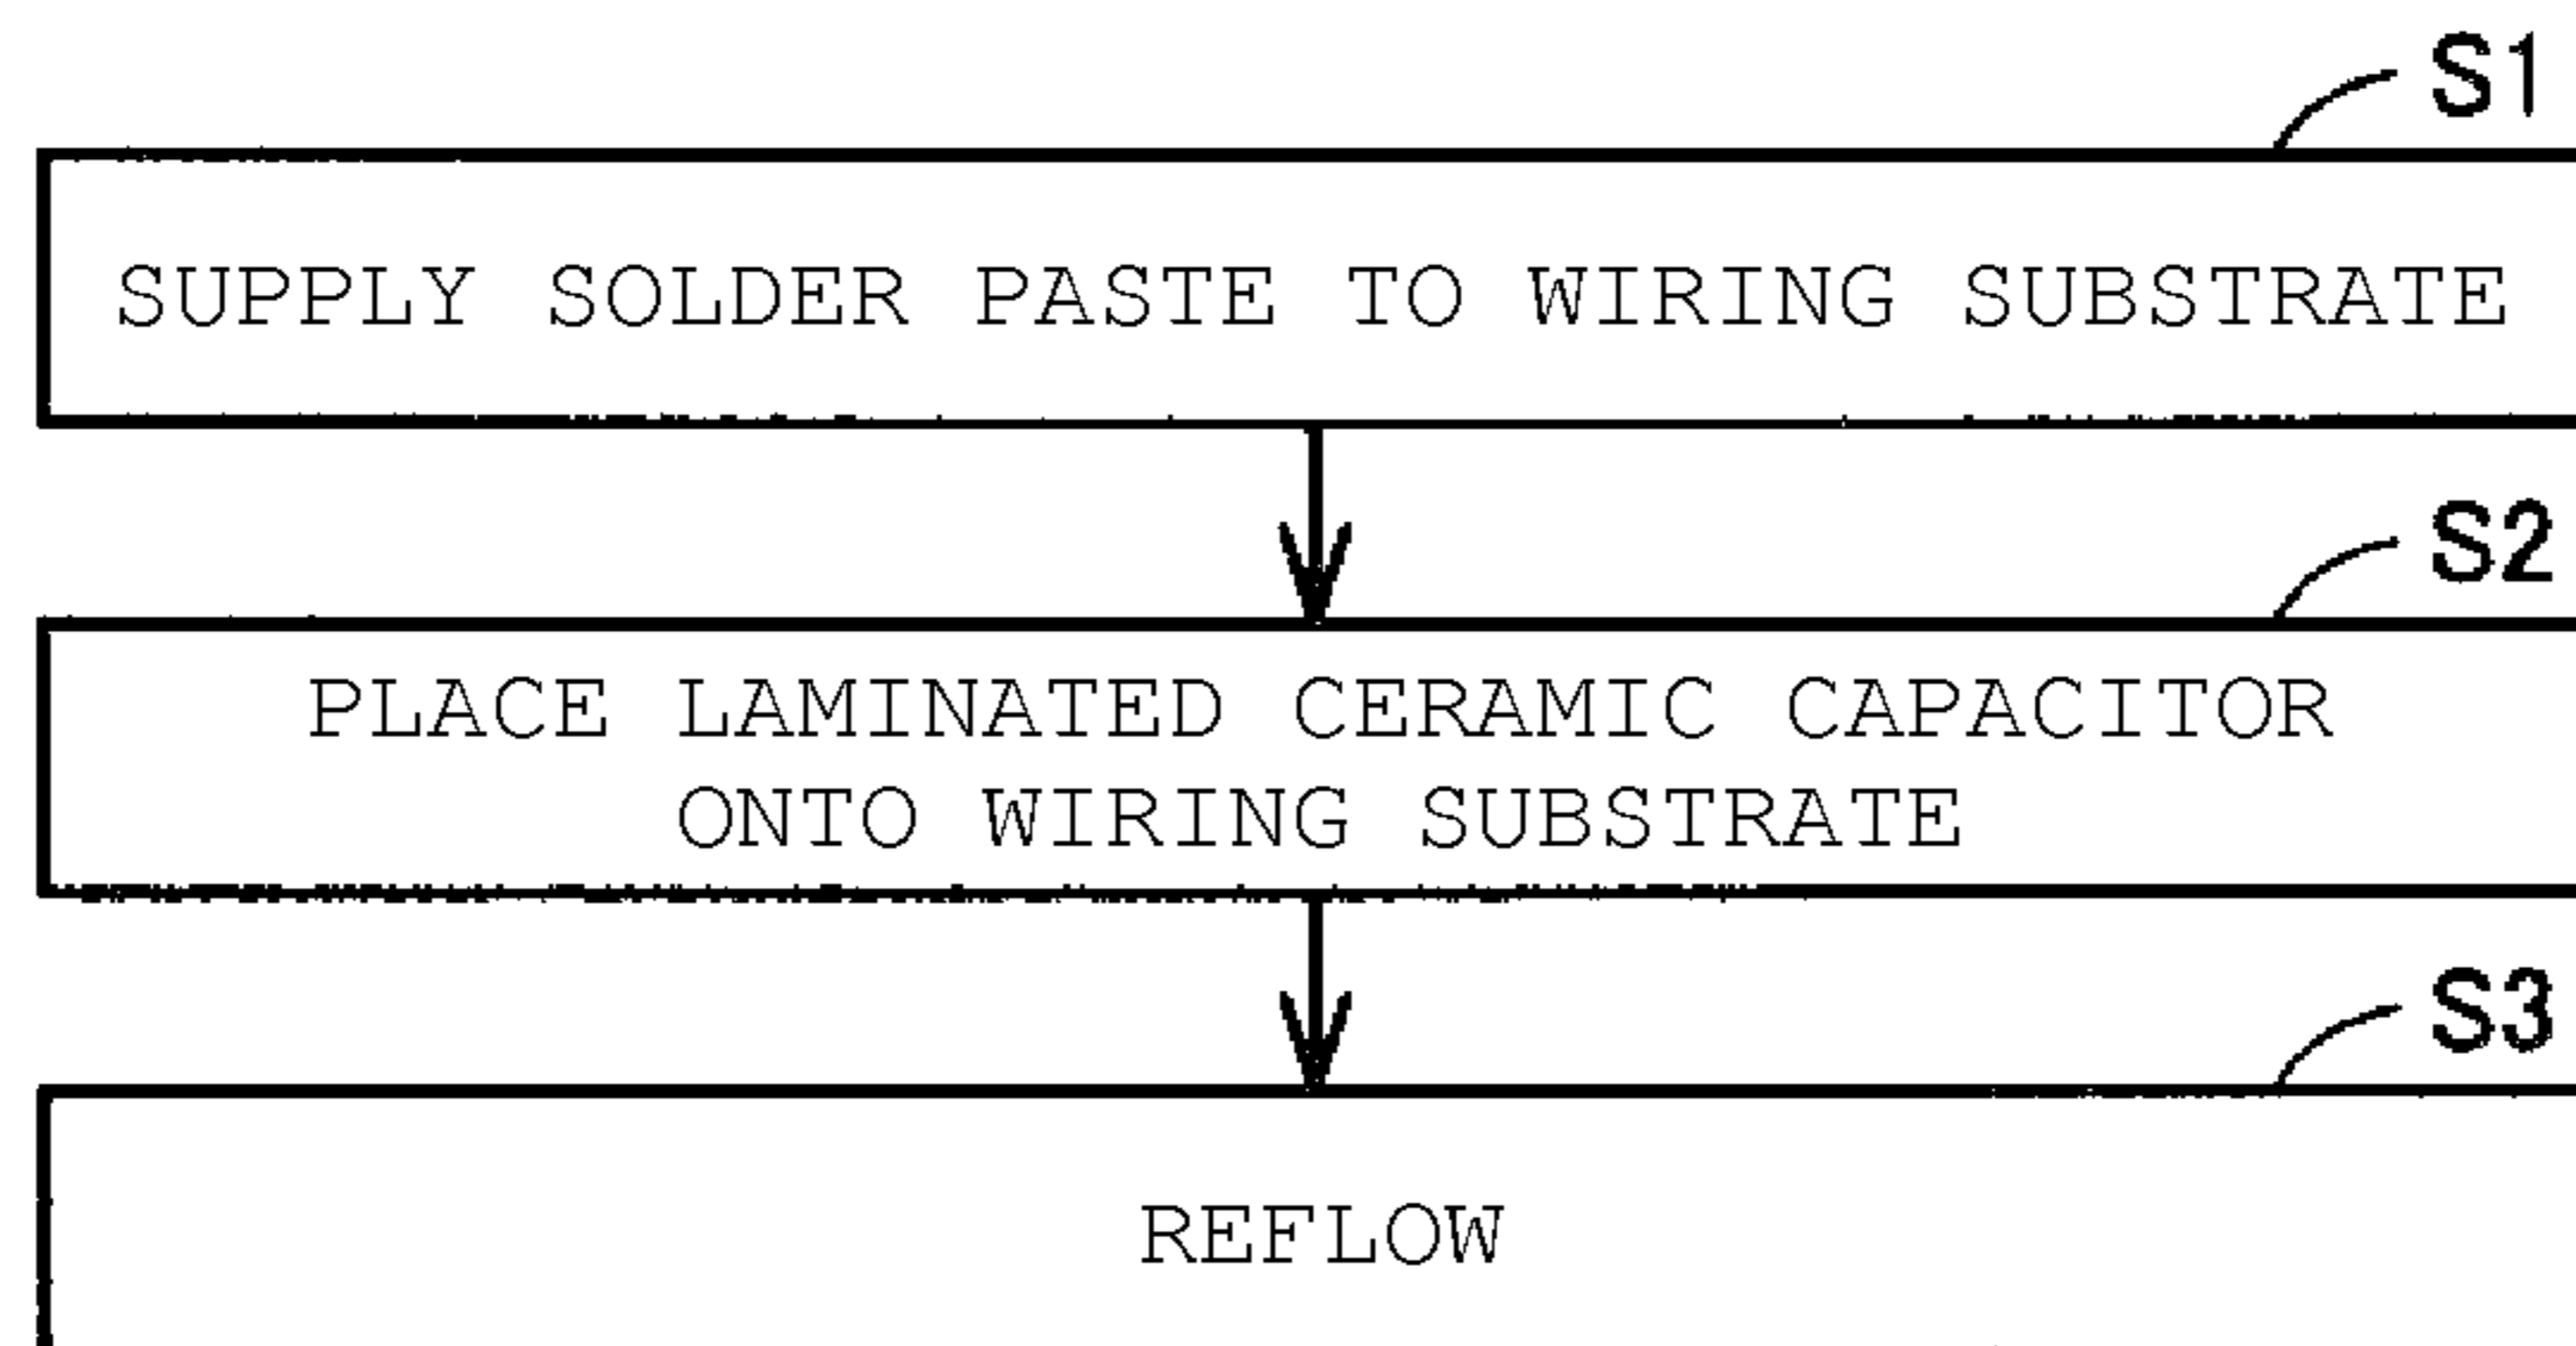 S1
SUPPLY SOLDER PASTE TO WIRING SUBSTRATE
S2
PLACE LAMINATED CERAMIC CAPACITOR
ONTO WIRING SUBSTRATE
S3
REFLOW